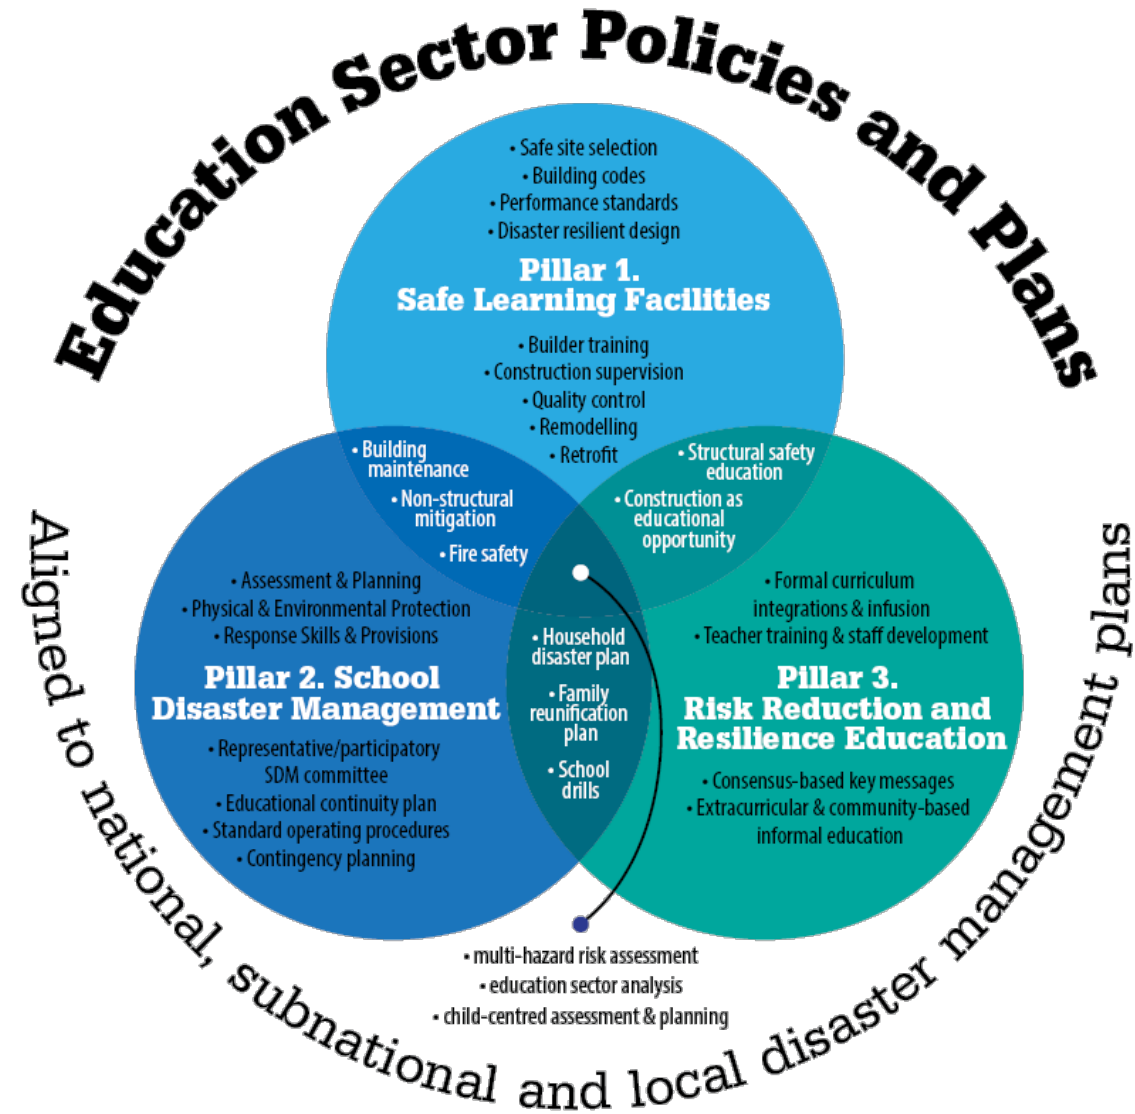 Education Sector Policies and Plans
• Safe site selection
• Building codes
• Performance standards
• Disaster resilient design
Pillar 1.
Safe Learning Facilities
• Builder training
• Construction supervision
• Quality control
• Remodelling
• Retrofit
• Building
maintenance
• Non-structural
mitigation
• Fire safety
• Structural safety
education
• Construction as
educational
opportunity
• Assessment & Planning
• Physical & Environmental Protection
• Response Skills & Provisions
Pillar 2. School
Disaster Management
• Representative/participatory
SDM committee
• Educational continuity plan
• Standard operating procedures
• Contingency planning
• Household
disaster plan
• Family
reunification
plan
• School
drills
• Formal curriculum
integrations & infusion
• Teacher training & staff development
Pillar 3.
Risk Reduction and
Resilience Education
• Consensus-based key messages
• Extracurricular & community-based
informal education
• multi-hazard risk assessment
• education sector analysis
• child-centred assessment & planning
Aligned to national, subnational and local disaster management plans